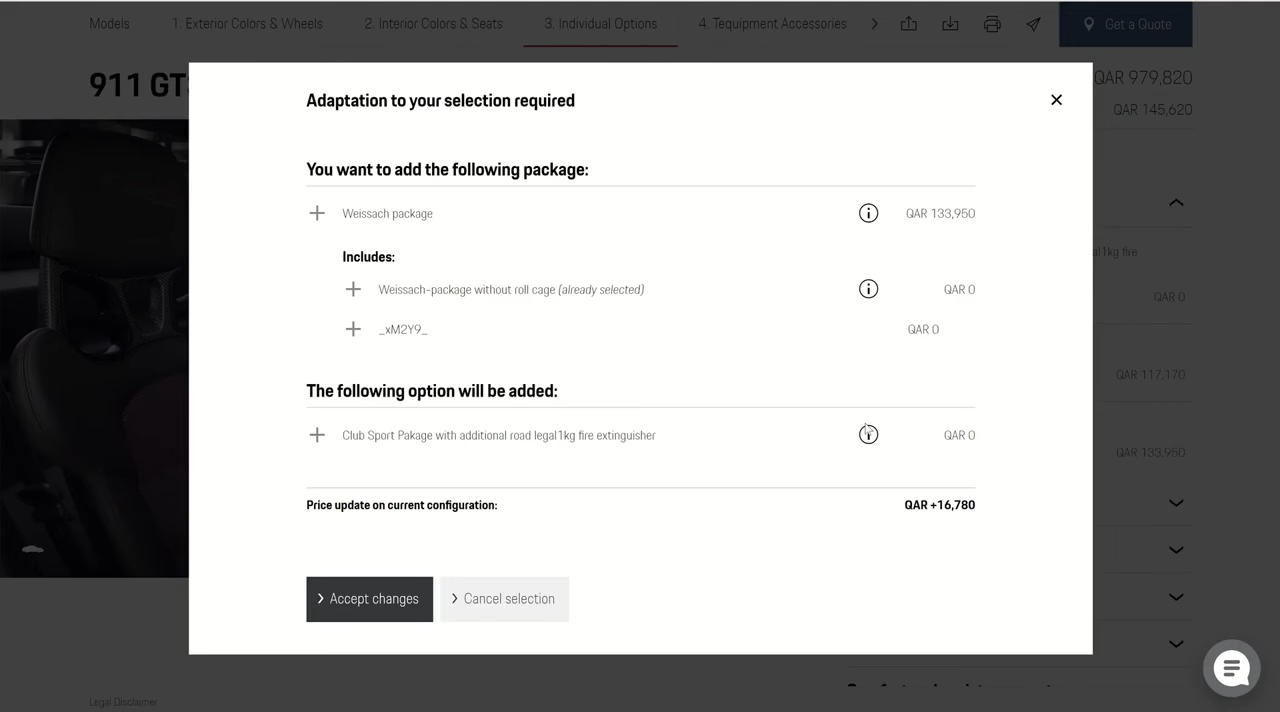 Models
1. Exterior Colors & Wheels
2. Interior Colors & Seats
3. Individual Options
4. Tequipment Accessories
Get a Quote
911 GT
QAR 979,820
QAR 145,620
Adaptation to your selection required
You want to add the following package:
Weissach package
QAR 133,950
Includes:
Weissach-package without roll cage (already selected)
QAR 0
_xM2Y9_
QAR 0
The following option will be added:
Club Sport Pakage with additional road legal1kg fire extinguisher
QAR 0
Price update on current configuration:
QAR +16,780
Accept changes
Cancel selection
al1kg fire
QAR 0
QAR 117,170
QAR 133,950
Legal Disclaimer